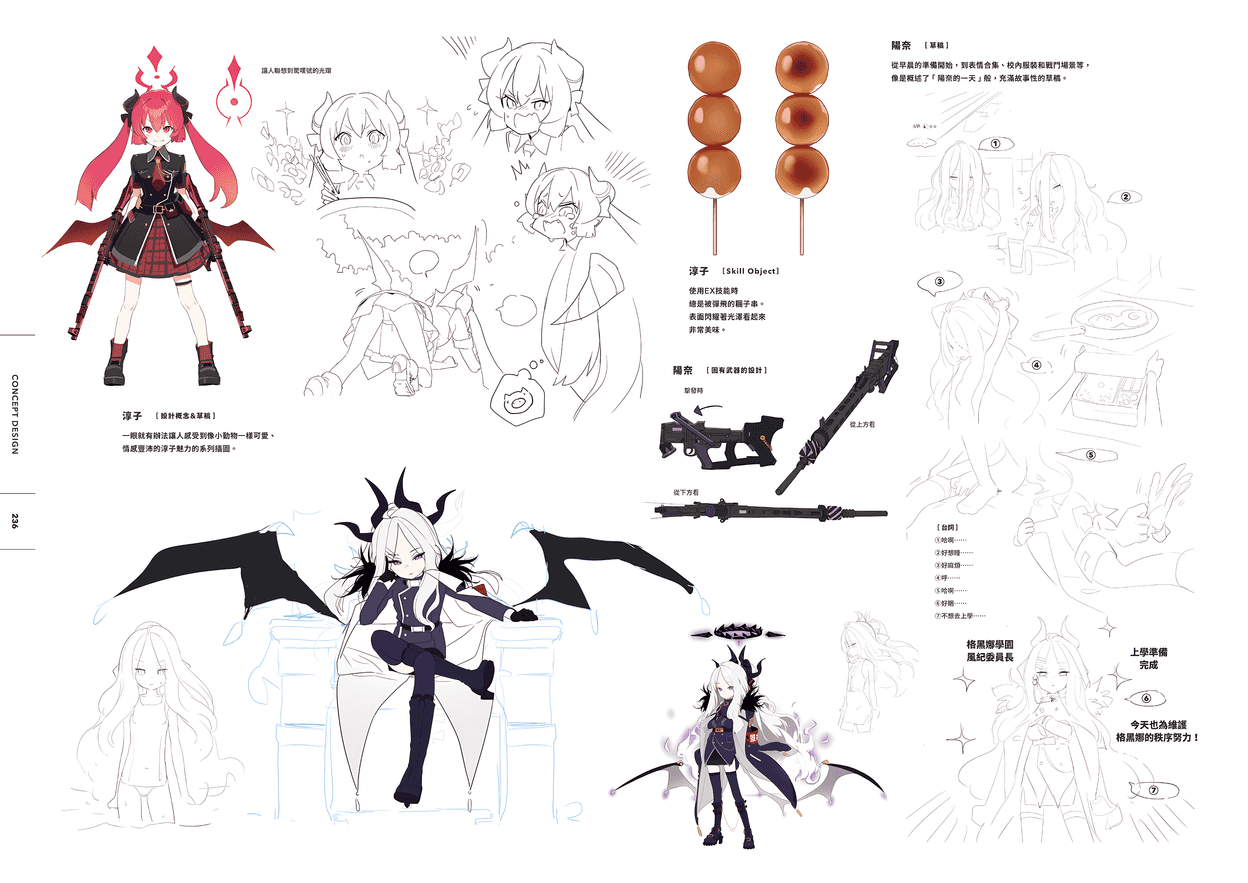 讓人聯想到驚嘆號的光環
淳子 [設計概念&草稿]
一眼就有辦法讓人感受到像小動物一樣可愛、
情感豐沛的淳子魅力的系列插圖。
CONCEPT DESIGN
236
淳子 [Skill Object]
使用EX技能時
總是被彈飛的糰子串。
表面閃耀著光澤看起來
非常美味。
陽奈 [固有武器的設計]
擊發時
從上方看
從下方看
陽奈 [草稿]
從早晨的準備開始，到表情合集、校內服裝和戰鬥場景等，
像是概述了「陽奈的一天」般，充滿故事性的草稿。
①
②
③
④
⑤
[台詞]
①哈啊……
②好想睡……
③好麻煩……
④呼……
⑤哈啊……
⑥好睏……
⑦不想去上學……
格黑娜學園
風紀委員長
上學準備
完成
⑥
今天也為維護
格黑娜的秩序努力！
⑦